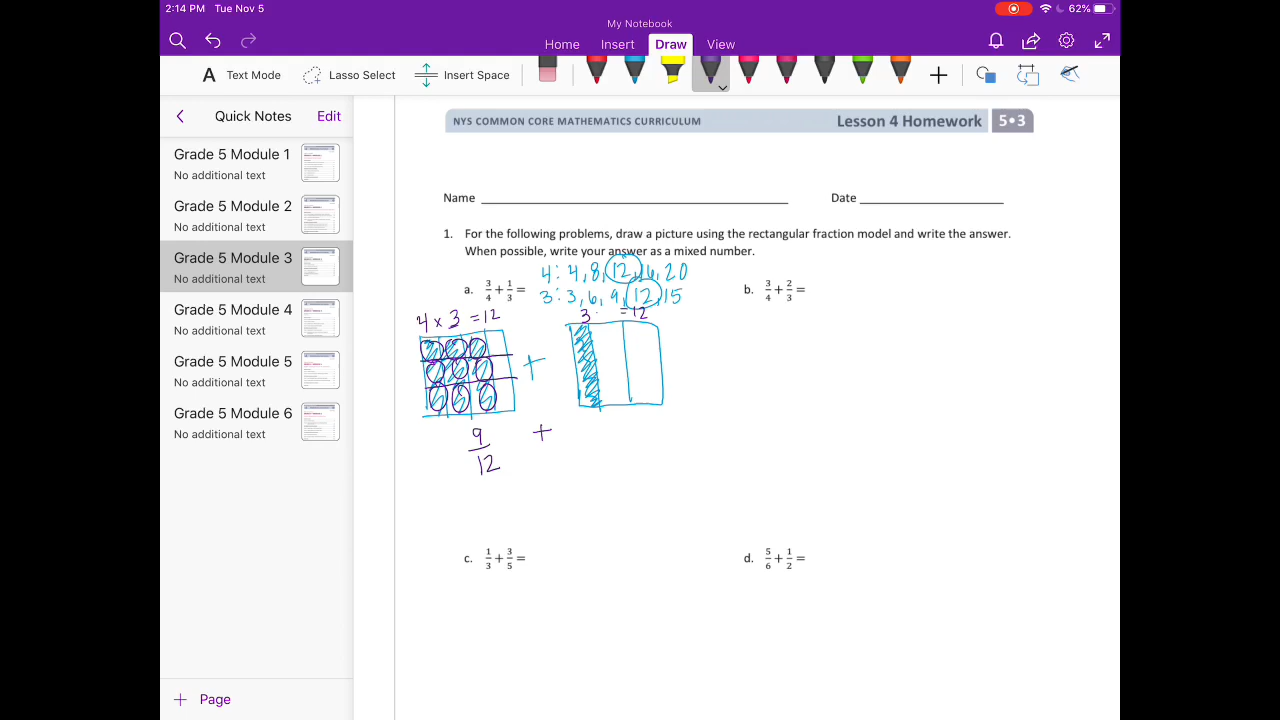 2:14 PM Tue Nov 5
62%
My Notebook
Home Insert Draw View
A Text Mode Lasso Select Insert Space
Quick Notes Edit
Grade 5 Module 1
No additional text
Grade 5 Module 2
No additional text
Grade 5 Module 3
No additional text
Grade 5 Module 4
No additional text
Grade 5 Module 5
No additional text
Grade 5 Module 6
No additional text
+ Page
NYS COMMON CORE MATHEMATICS CURRICULUM Lesson 4 Homework 5•3
Name Date
1. For the following problems, draw a picture using the rectangular fraction model and write the answer.
When possible, write your answer as a mixed number.
4: 4, 8, 12, 16, 20
a. 3/4 + 1/3 = 3: 3, 6, 9, 12, 15
b. 3/4 + 2/3 =
4 x 3 = 12 3 = 12
+
9/12 +
c. 1/3 + 3/5 =
d. 5/6 + 1/2 =